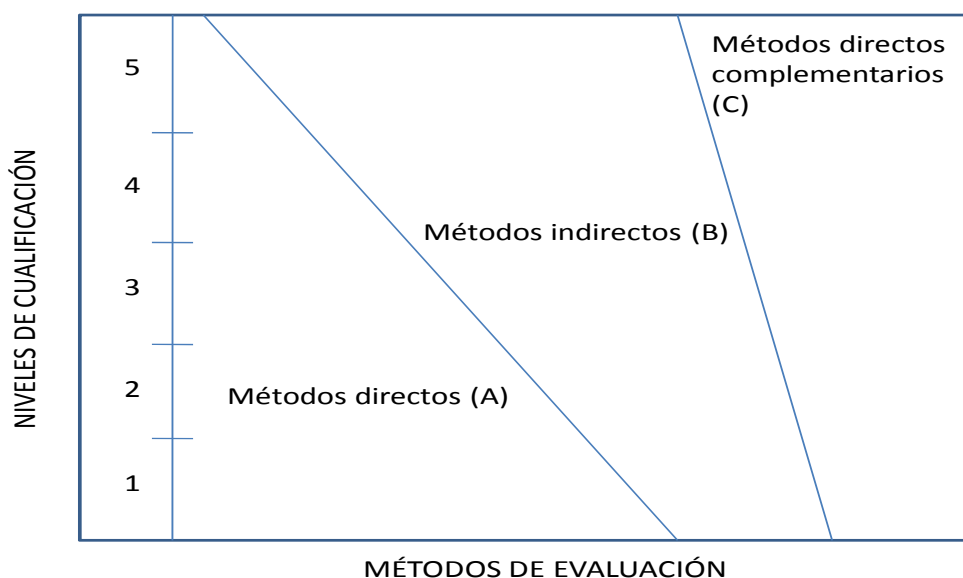 NIVELES DE CUALIFICACIÓN
5
4
3
2
1
Métodos directos
complementarios
(C)
Métodos indirectos (B)
Métodos directos (A)
MÉTODOS DE EVALUACIÓN